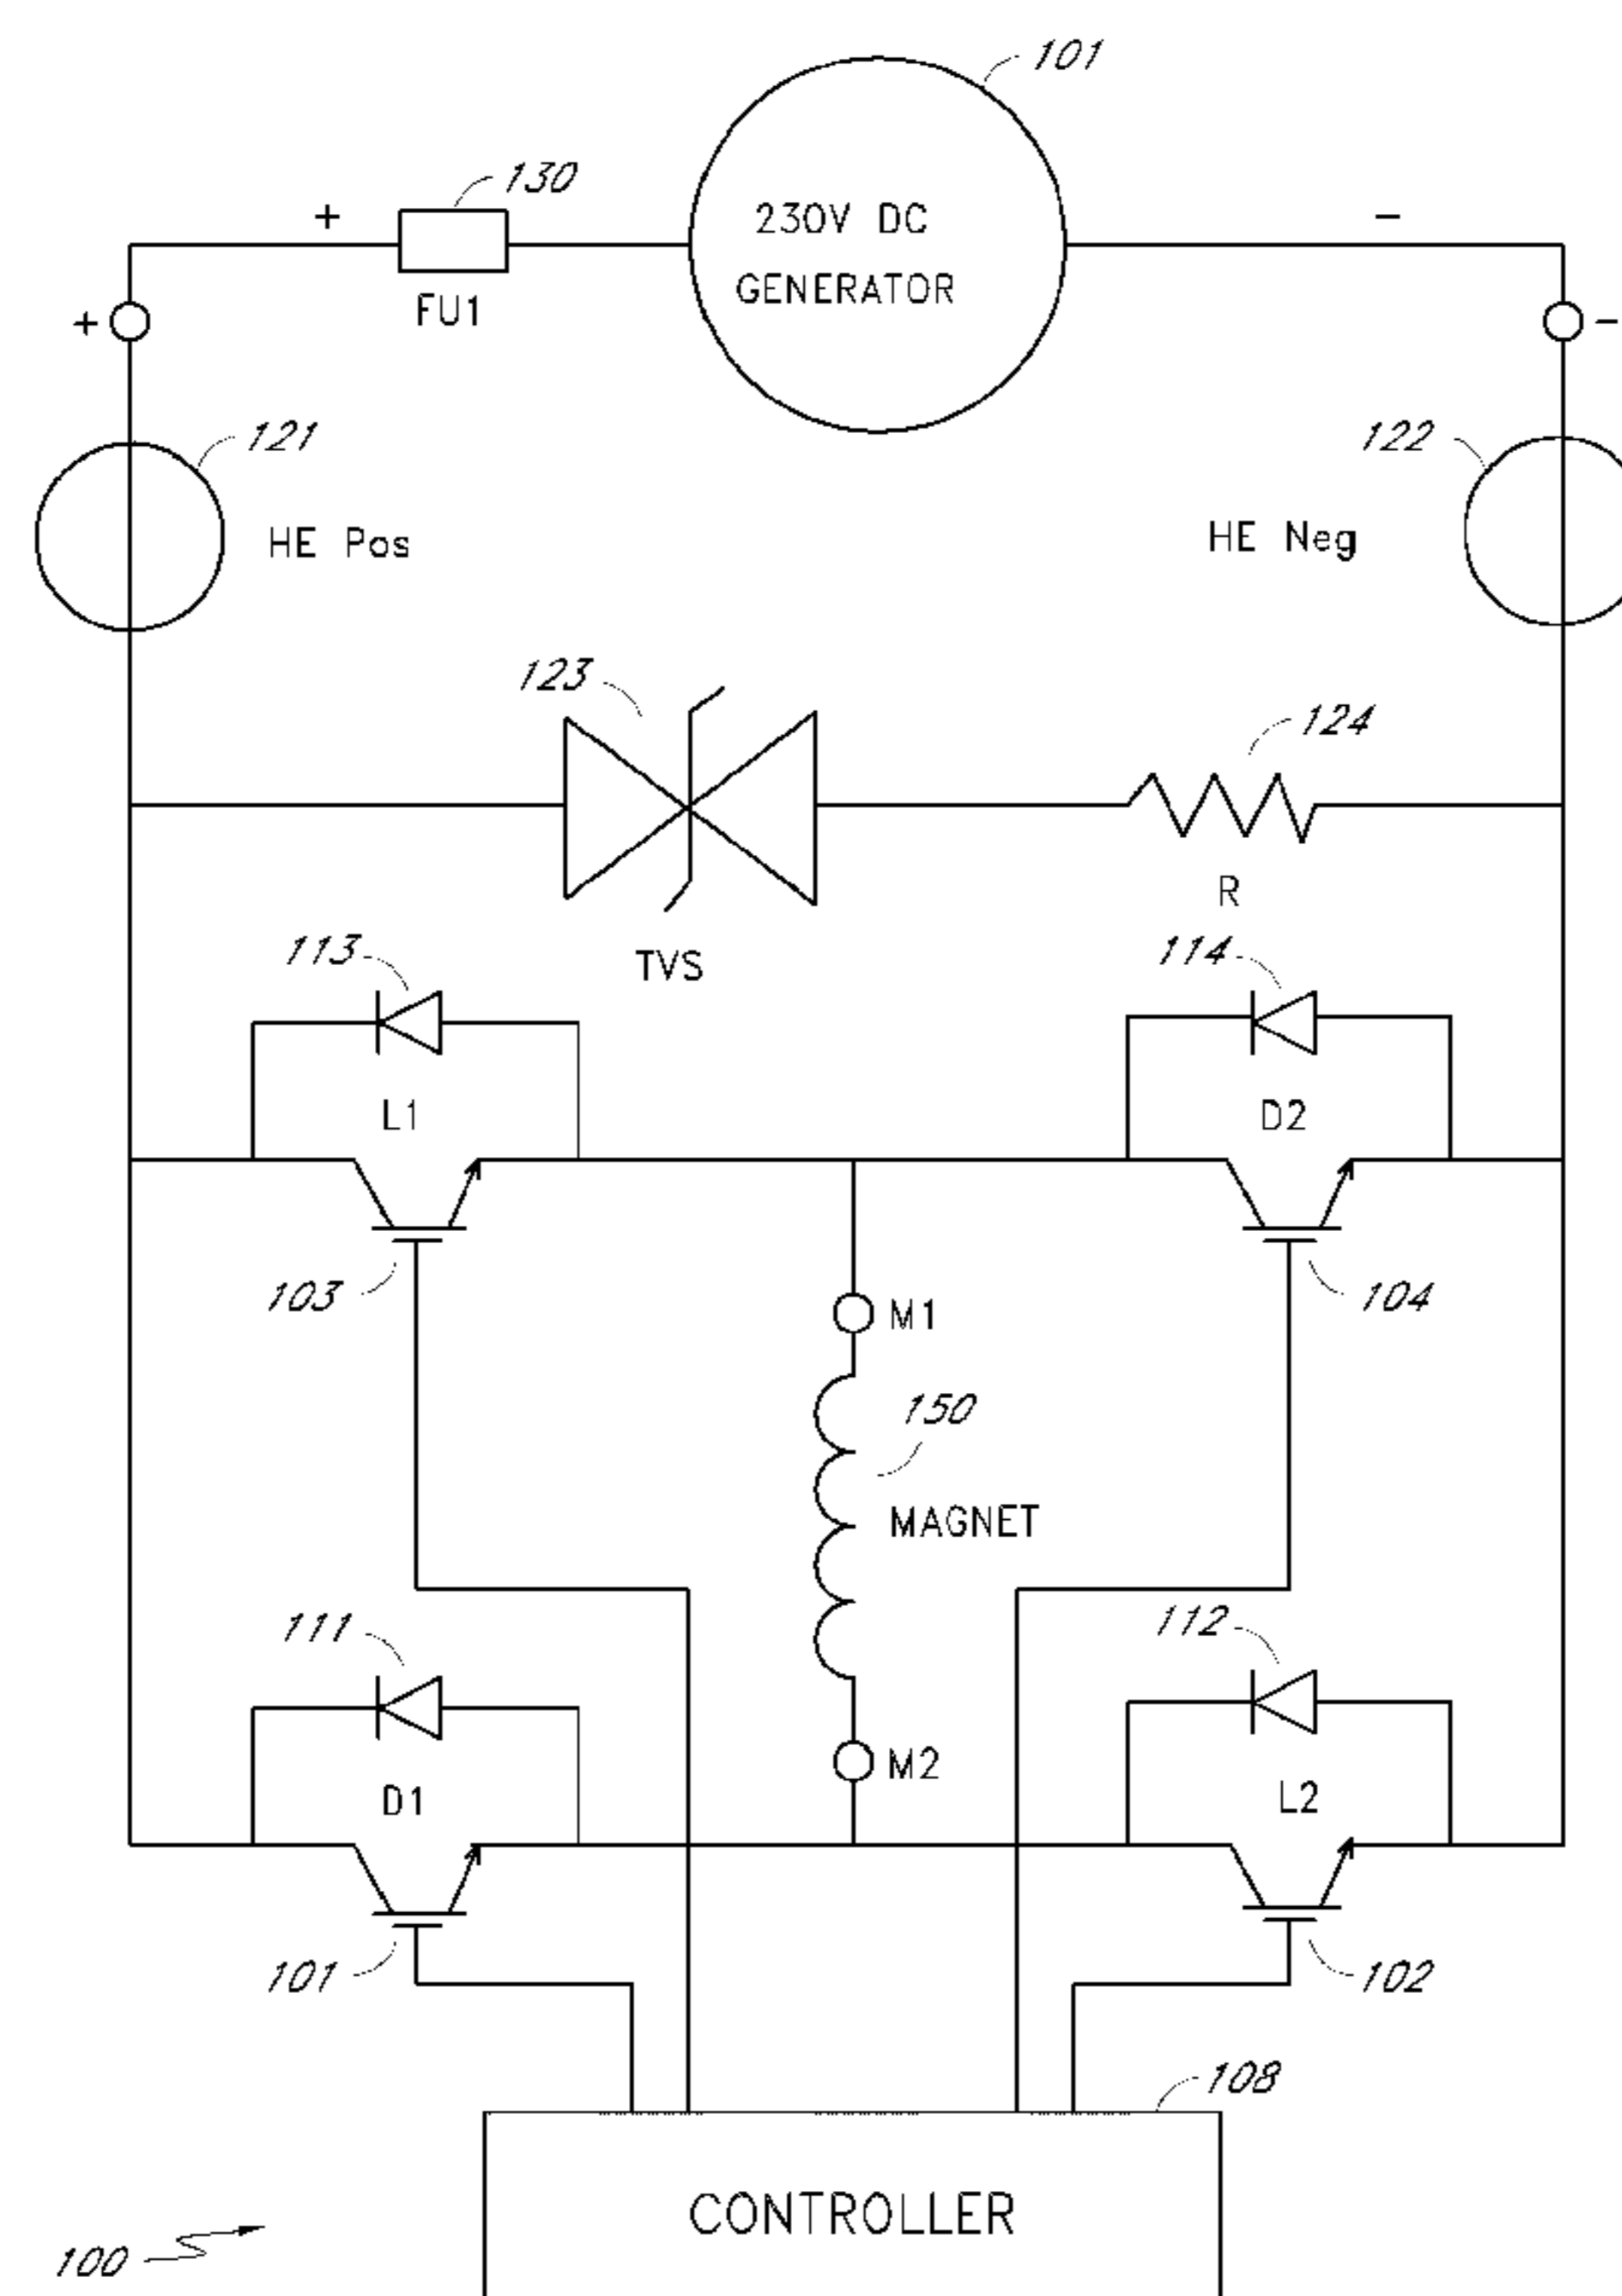 101
130
+
-
230V DC
GENERATOR
FU1
+
-
121
122
HE Pos
HE Neg
123
124
R
TVS
113
114
L1
D2
103
104
M1
150
MAGNET
111
112
M2
D1
L2
101
102
108
CONTROLLER
100